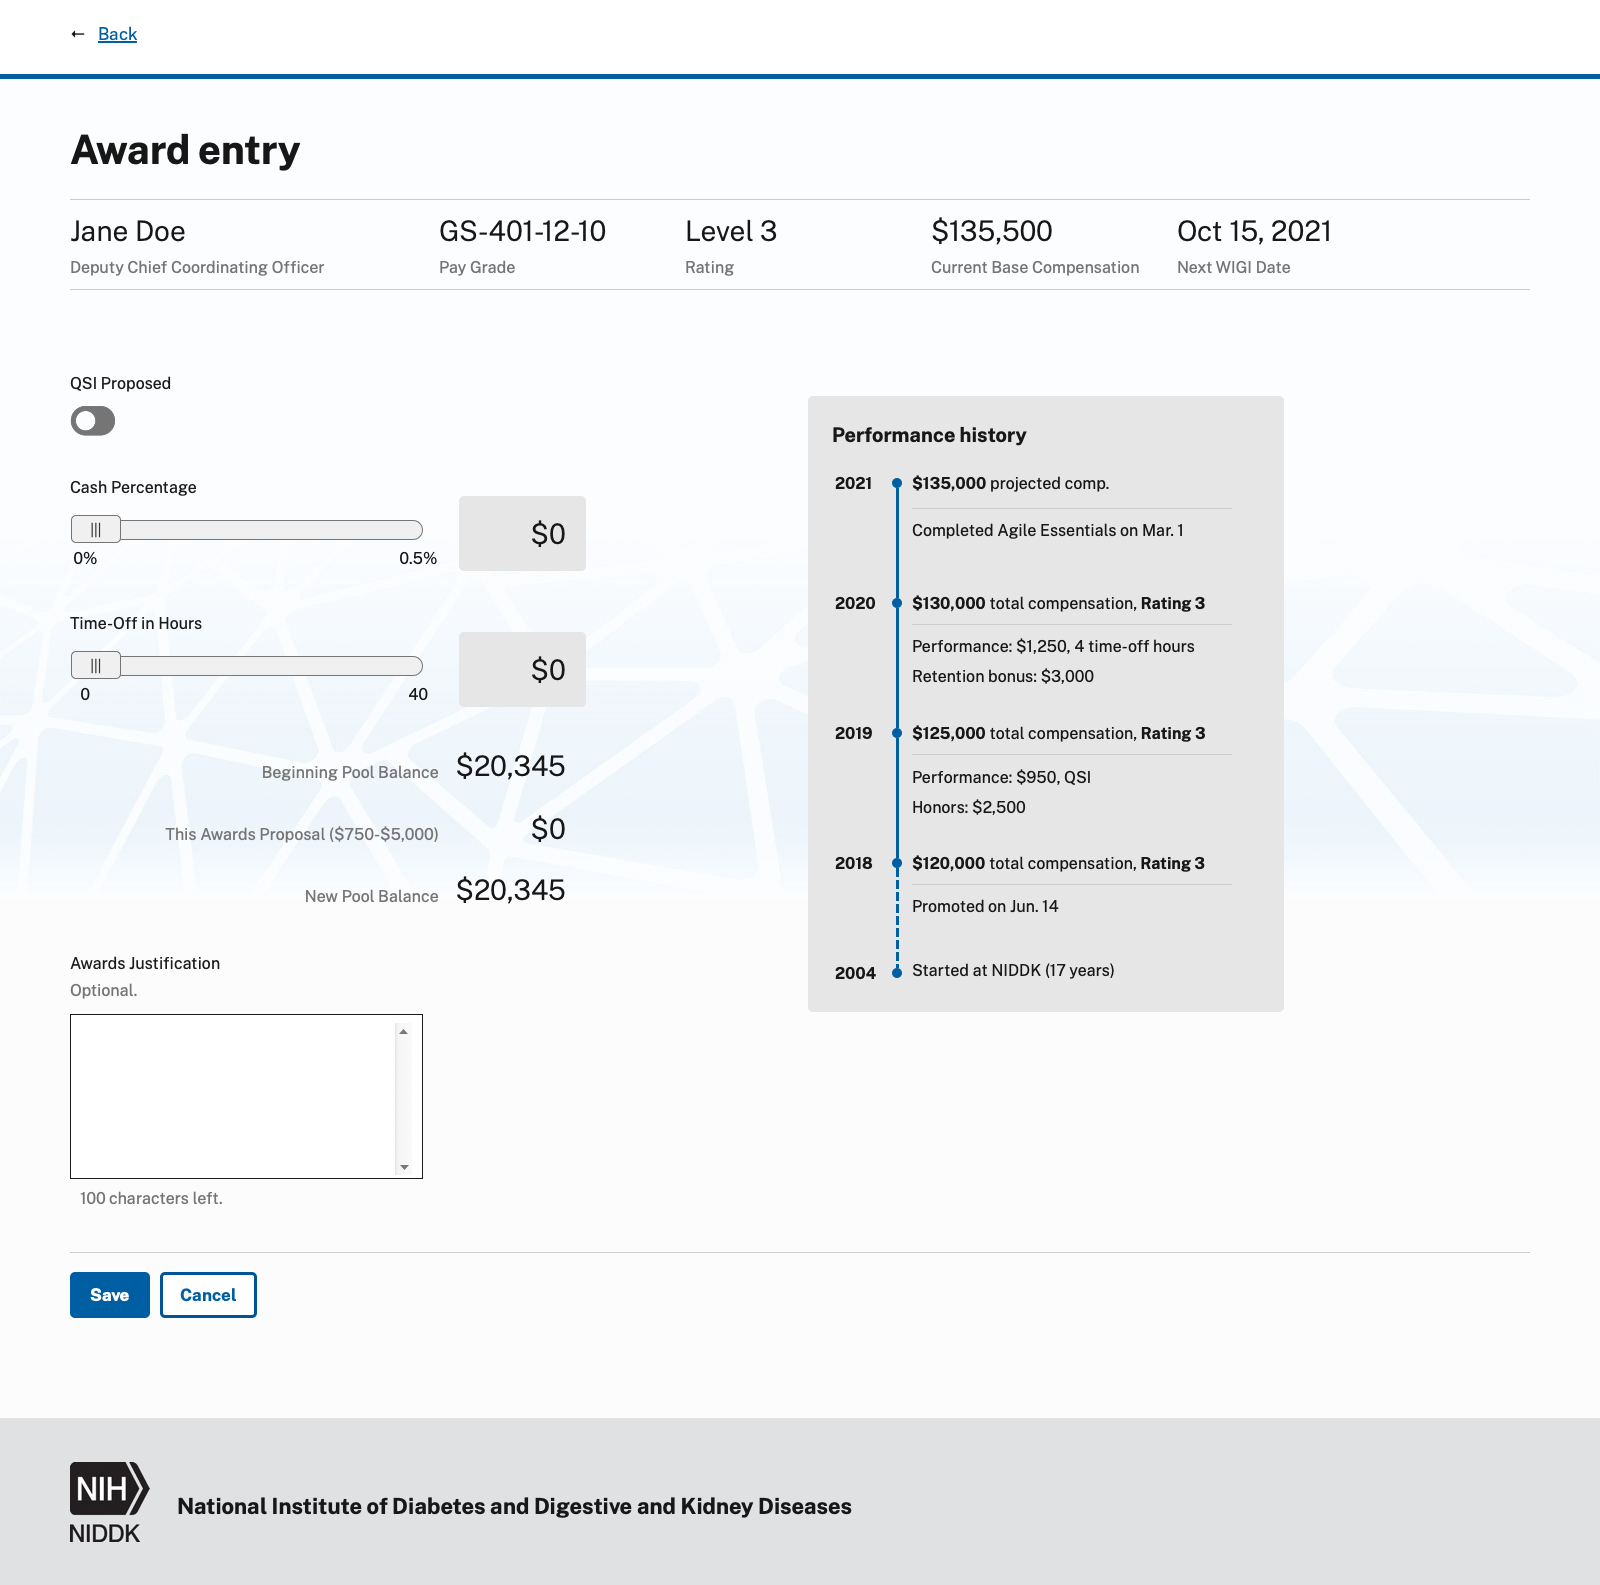 ← Back
Award entry
Jane Doe
Deputy Chief Coordinating Officer
GS-401-12-10
Pay Grade
Level 3
Rating
$135,500
Current Base Compensation
Oct 15, 2021
Next WIGI Date
QSI Proposed
Cash Percentage
0%
0.5%
$0
Time-Off in Hours
0
40
$0
Beginning Pool Balance $20,345
This Awards Proposal ($750-$5,000) $0
New Pool Balance $20,345
Awards Justification
Optional.
100 characters left.
Performance history
2021 $135,000 projected comp.
Completed Agile Essentials on Mar. 1
2020 $130,000 total compensation, Rating 3
Performance: $1,250, 4 time-off hours
Retention bonus: $3,000
2019 $125,000 total compensation, Rating 3
Performance: $950, QSI
Honors: $2,500
2018 $120,000 total compensation, Rating 3
Promoted on Jun. 14
2004 Started at NIDDK (17 years)
Save
Cancel
NIH
NIDDK
National Institute of Diabetes and Digestive and Kidney Diseases